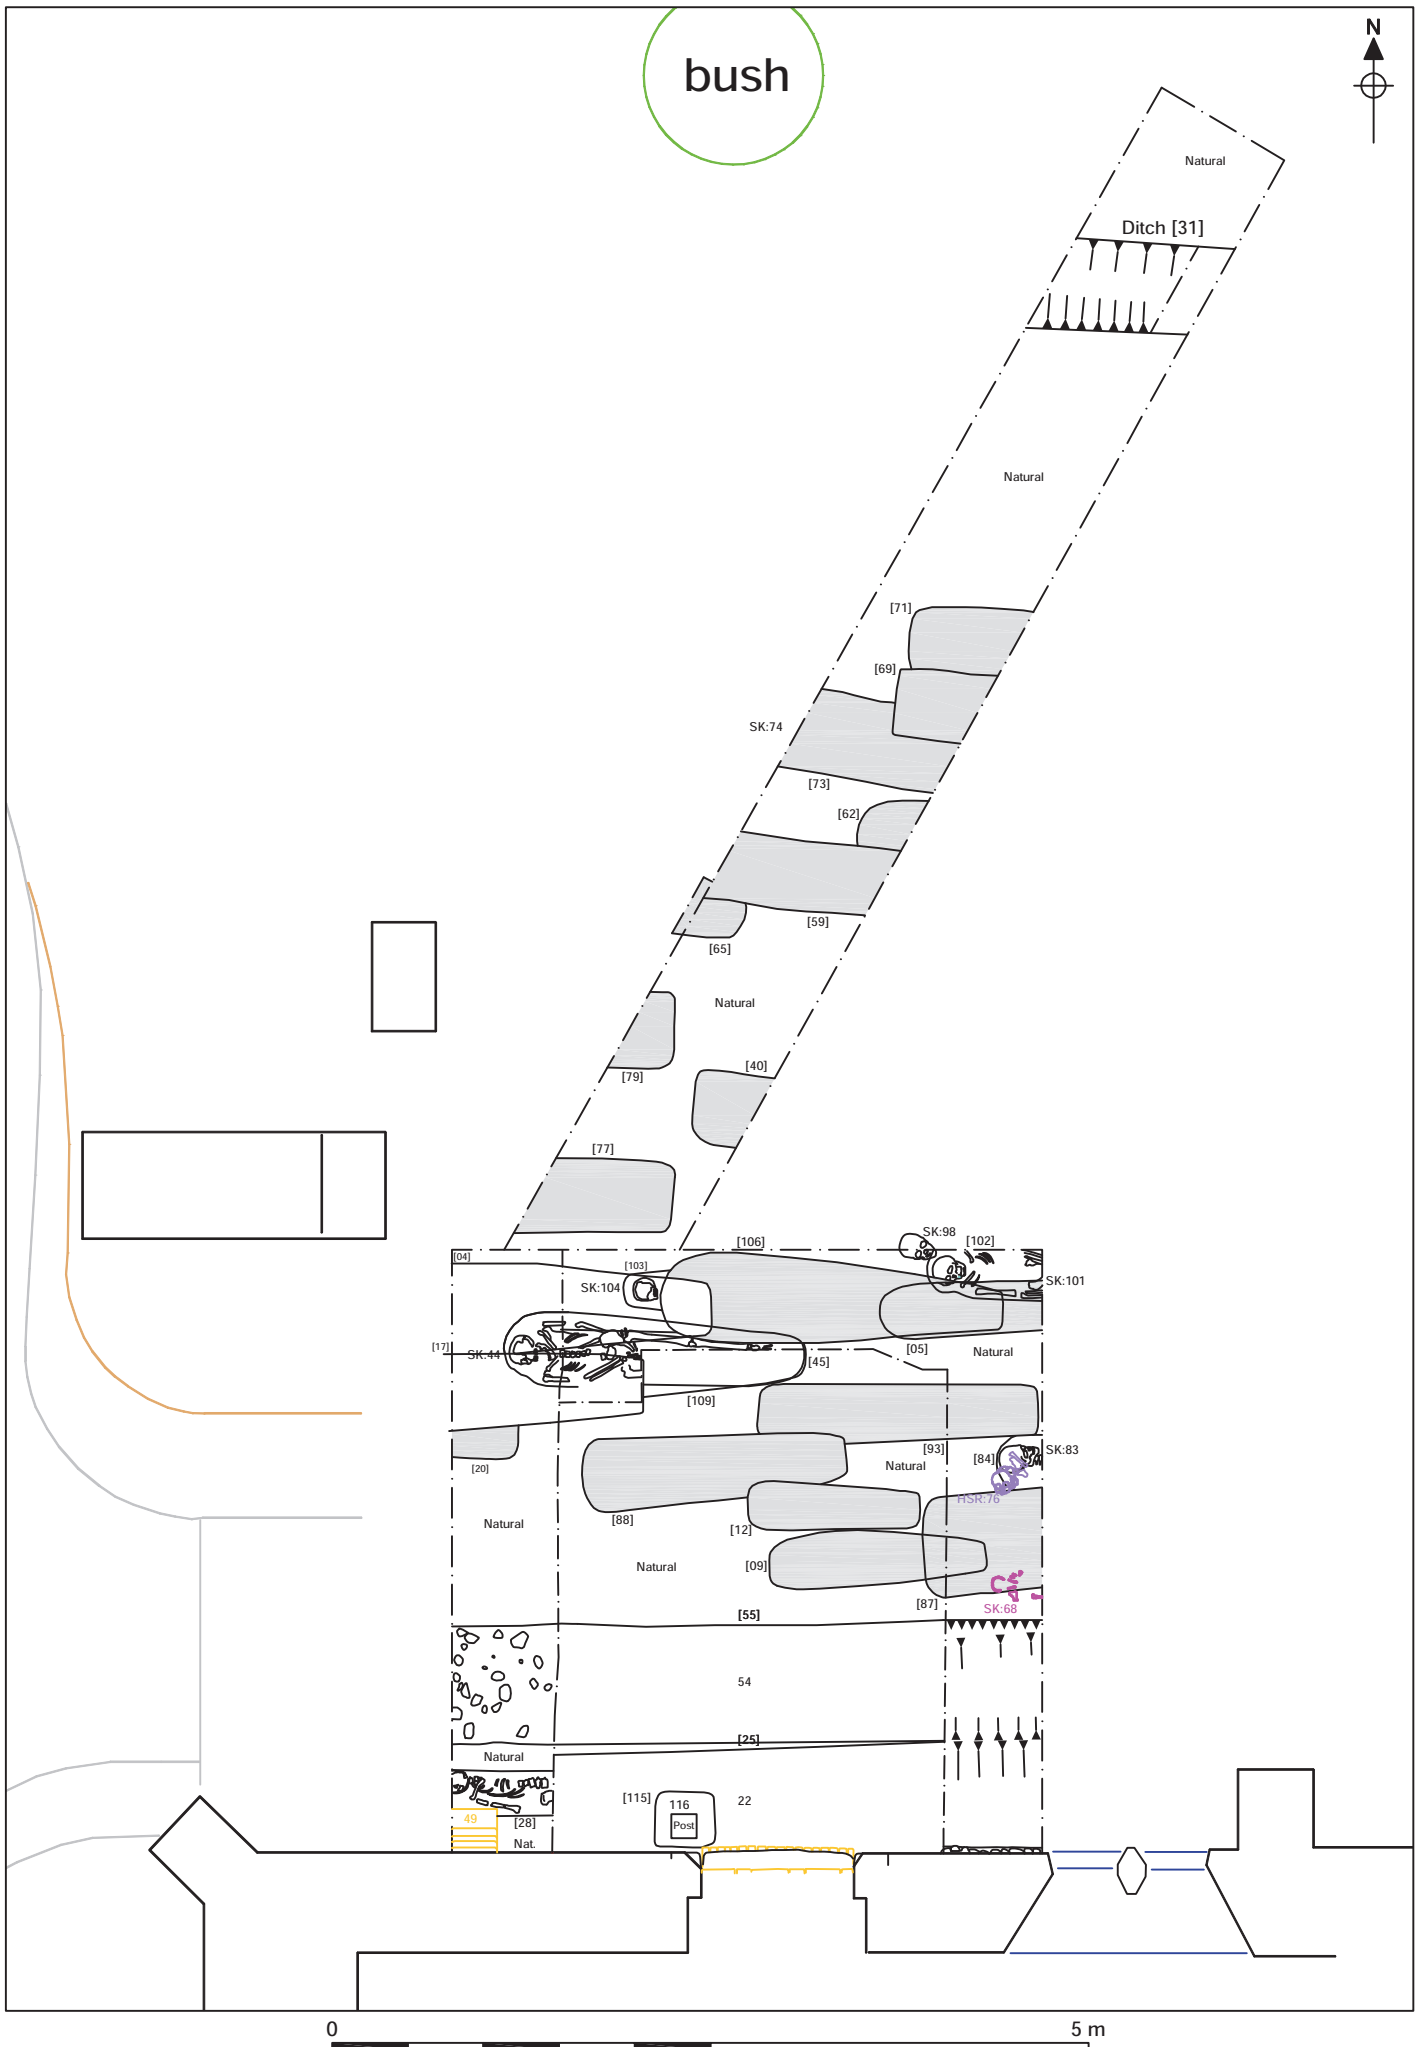 bush
N
Natural
Ditch [31]
Natural
[71]
[69]
SK:74
[73]
[62]
[59]
[65]
Natural
[79]
[40]
[77]
SK:98
[106]
[102]
[04]
[103]
SK:104
SK:101
[17]
SK:44
[05]
Natural
[45]
[109]
[93]
SK:83
[84]
Natural
[20]
HSR:76
[88]
Natural
[12]
[09]
Natural
[87]
SK:68
[55]
54
[25]
Natural
[115]
116
22
49
[28]
Post
Nat.
0
5 m